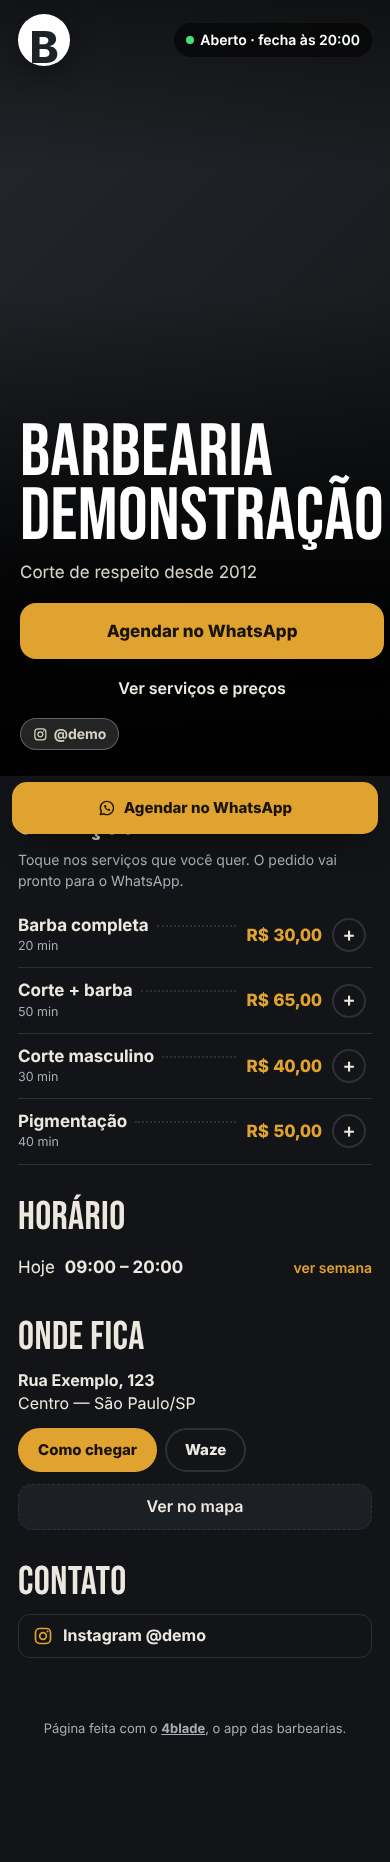 B
Aberto · fecha às 20:00
BARBEARIA
DEMONSTRAÇÃO
Corte de respeito desde 2012
Agendar no WhatsApp
Ver serviços e preços
@demo
Agendar no WhatsApp
Toque nos serviços que você quer. O pedido vai
pronto para o WhatsApp.
Barba completa R$ 30,00 +
20 min
Corte + barba R$ 65,00 +
50 min
Corte masculino R$ 40,00 +
30 min
Pigmentação R$ 50,00 +
40 min
HORÁRIO
Hoje 09:00 – 20:00 ver semana
ONDE FICA
Rua Exemplo, 123
Centro — São Paulo/SP
Como chegar Waze
Ver no mapa
CONTATO
Instagram @demo
Página feita com o 4blade, o app das barbearias.